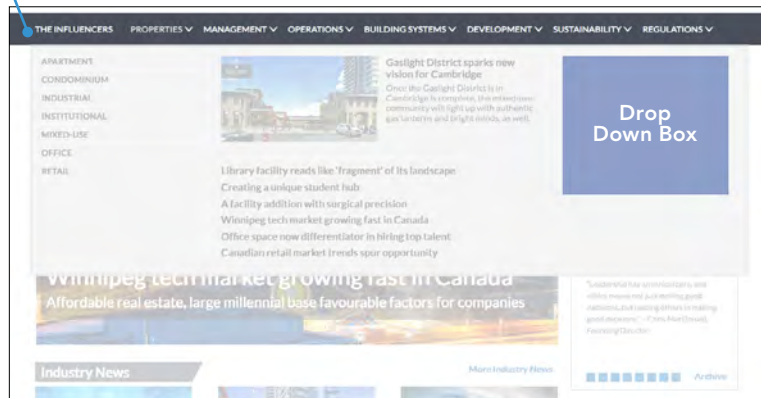 THE INFLUENCERS PROPERTIES MANAGEMENT OPERATIONS BUILDING SYSTEMS DEVELOPMENT SUSTAINABILITY REGULATIONS
APARTMENT
CONDOMINIUM
INDUSTRIAL
INSTITUTIONAL
MIXED-USE
OFFICE
RETAIL
Gaslight District sparks new
vision for Cambridge
Once the Gaslight District in
Cambridge is complete, the mixed-use
community will light up with authentic
gas lanterns and bright minds, as well.
Library facility reads like 'fragment' of its landscape
Creating a unique student hub
A facility addition with surgical precision
Winnipeg tech market growing fast in Canada
Office space now differentiator in hiring top talent
Canadian retail market trends spur opportunity
Drop
Down Box
Winnipeg tech market growing fast in Canada
Affordable real estate, large millennial base favourable factors for companies
Industry News
More Industry News
Archive